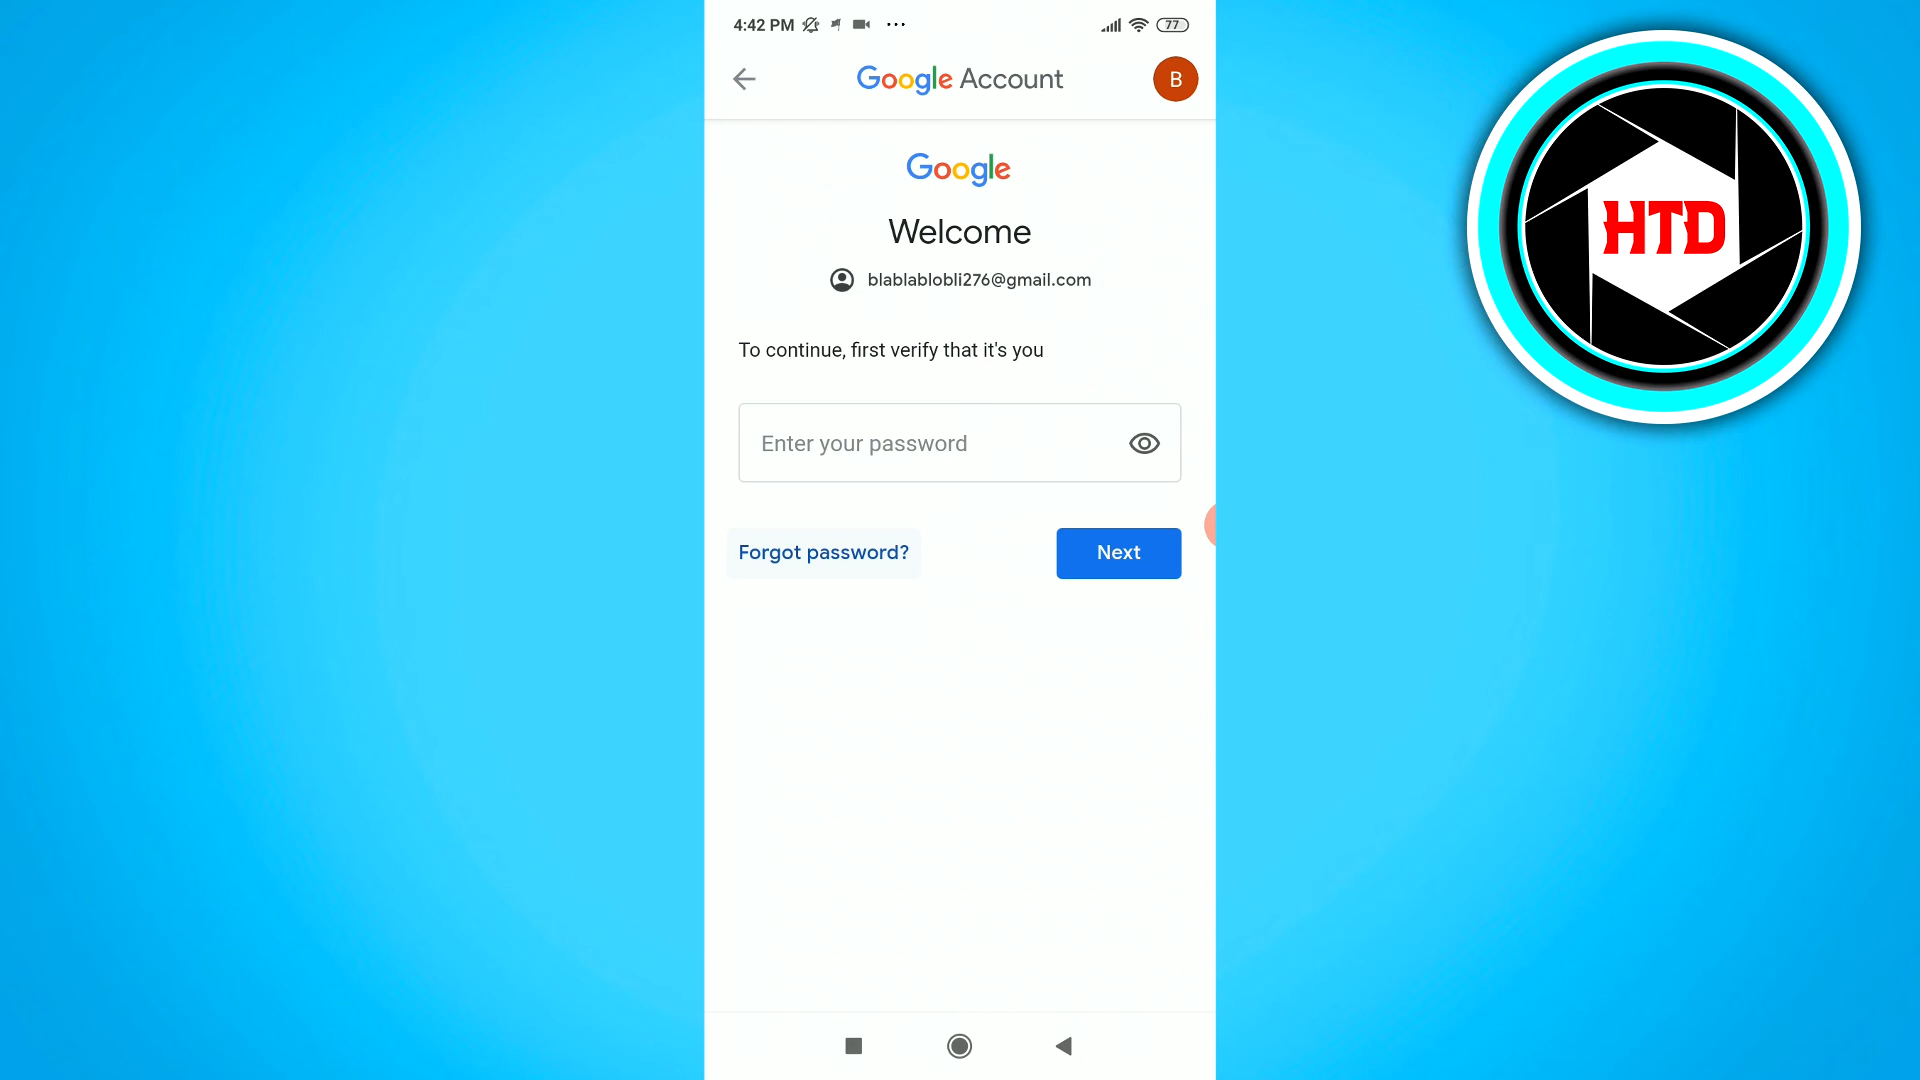 4:42 PM
77
Google Account
B
Google
Welcome
blablablobli276@gmail.com
To continue, first verify that it's you
Enter your password
Forgot password?
Next
HTD